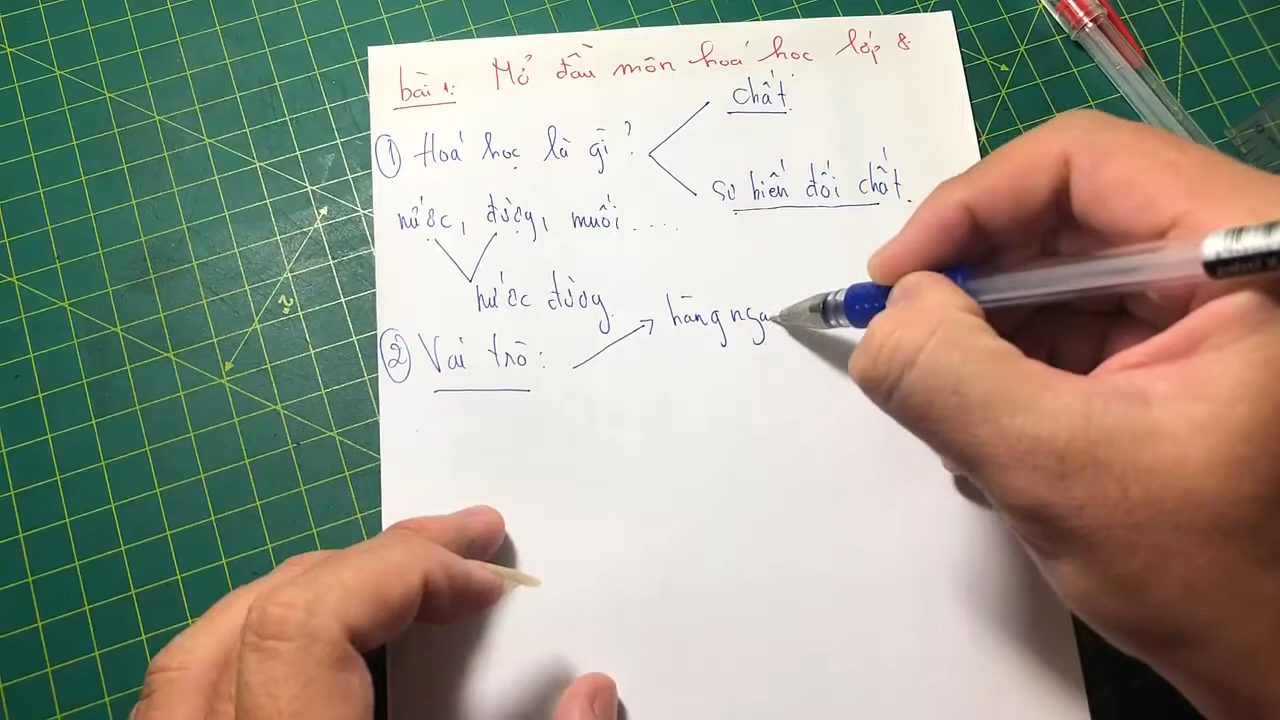 bài 1: Mở đầu môn hoá học lớp 8
① Hoá học là gì?
chất.
sự biến đổi chất.
nước, đường, muối....
nước đường.
② Vai trò:
hàng nga